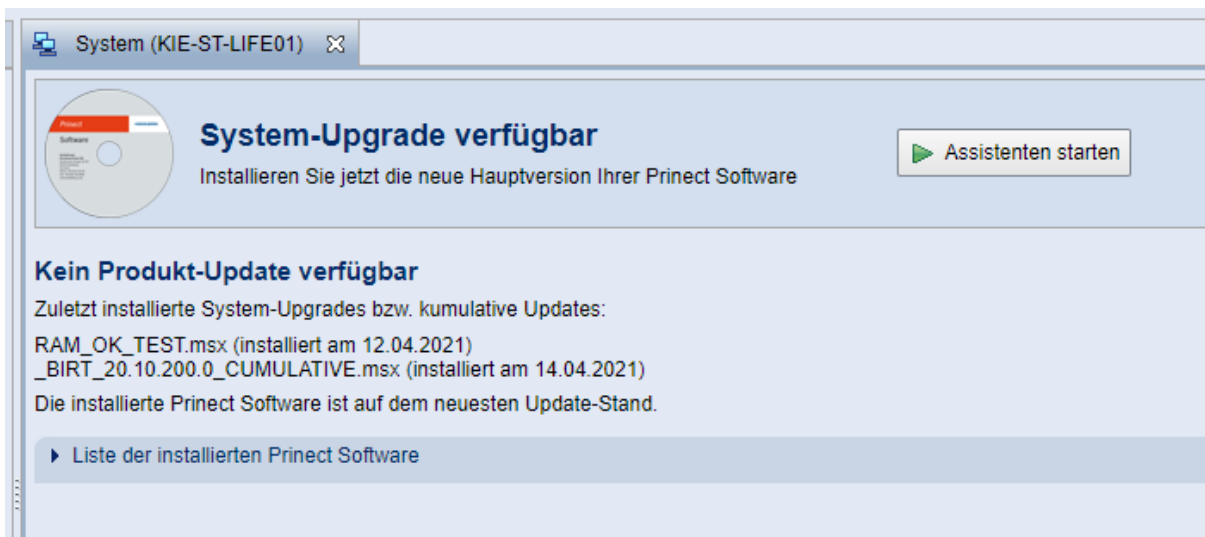 System (KIE-ST-LIFE01)
Prinect
Software
System-Upgrade verfügbar
Installieren Sie jetzt die neue Hauptversion Ihrer Prinect Software
Assistenten starten
Kein Produkt-Update verfügbar
Zuletzt installierte System-Upgrades bzw. kumulative Updates:
RAM_OK_TEST.msx (installiert am 12.04.2021)
_BIRT_20.10.200.0_CUMULATIVE.msx (installiert am 14.04.2021)
Die installierte Prinect Software ist auf dem neuesten Update-Stand.
Liste der installierten Prinect Software